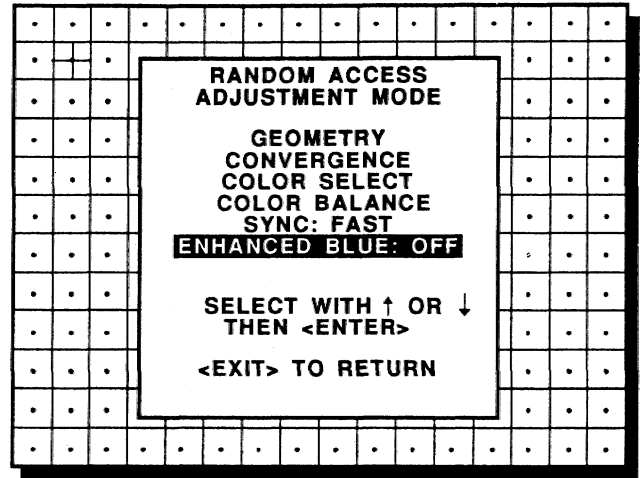 RANDOM ACCESS
ADJUSTMENT MODE
GEOMETRY
CONVERGENCE
COLOR SELECT
COLOR BALANCE
SYNC: FAST
ENHANCED BLUE: OFF
SELECT WITH ↑ OR ↓
THEN <ENTER>
<EXIT> TO RETURN